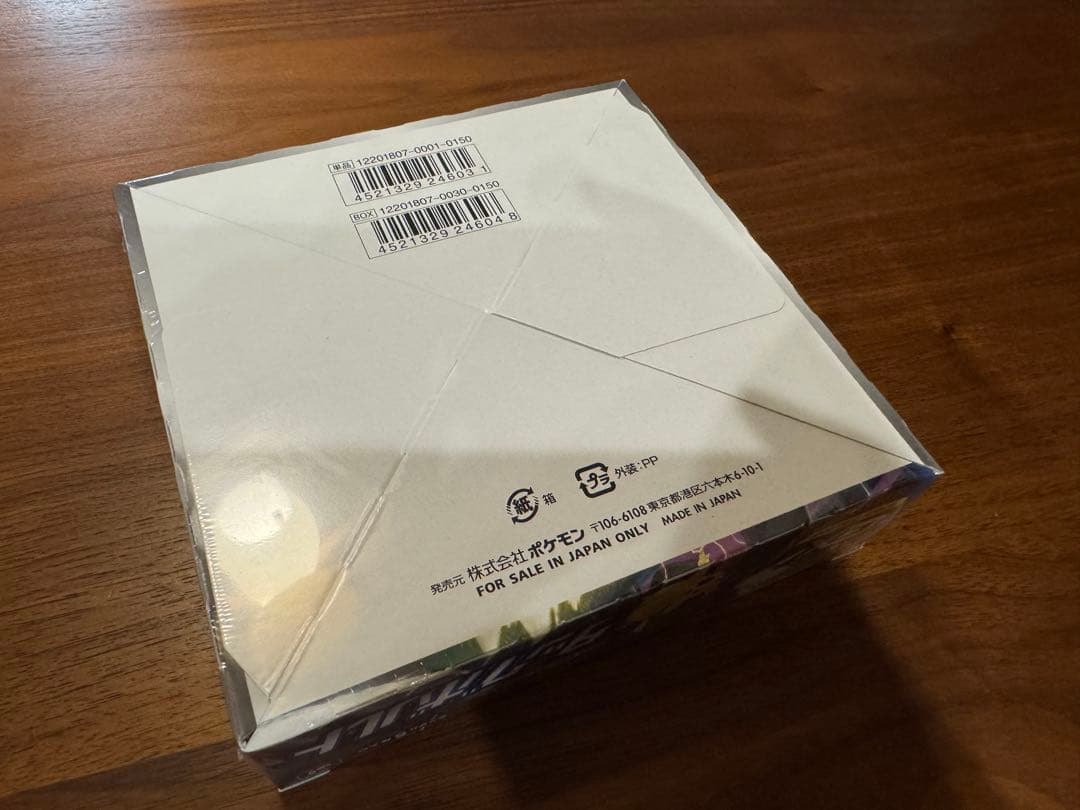 単品 12201807-0001-0150
4521329 24603 1
BOX 12201807-0030-0150
4521329 24604 8
紙 箱 プラ 外装:PP
発売元 株式会社ポケモン 〒106-6108 東京都港区六本木6-10-1
FOR SALE IN JAPAN ONLY MADE IN JAPAN